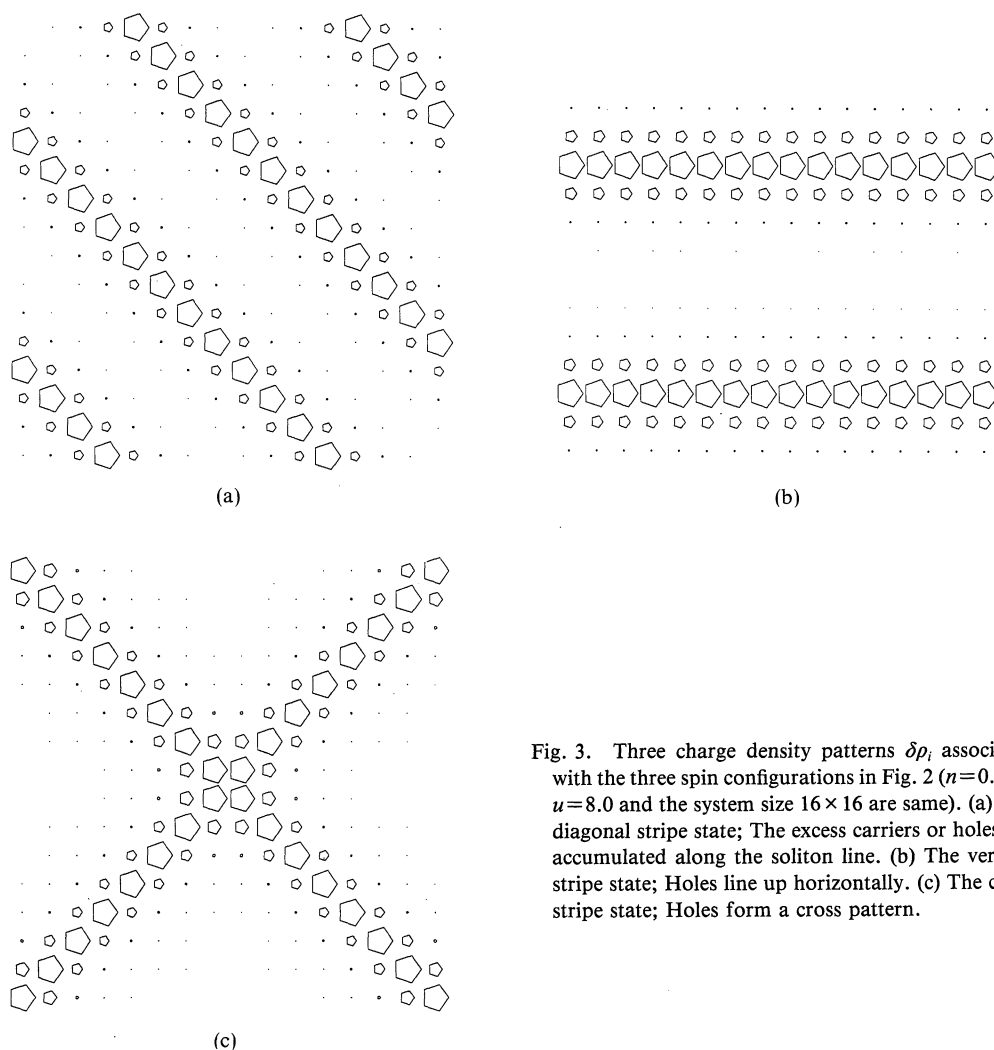 (a)
(b)
(c)
Fig. 3. Three charge density patterns δρᵢ associ
with the three spin configurations in Fig. 2 (n=0.
u=8.0 and the system size 16×16 are same). (a)
diagonal stripe state; The excess carriers or holes
accumulated along the soliton line. (b) The ver
stripe state; Holes line up horizontally. (c) The c
stripe state; Holes form a cross pattern.